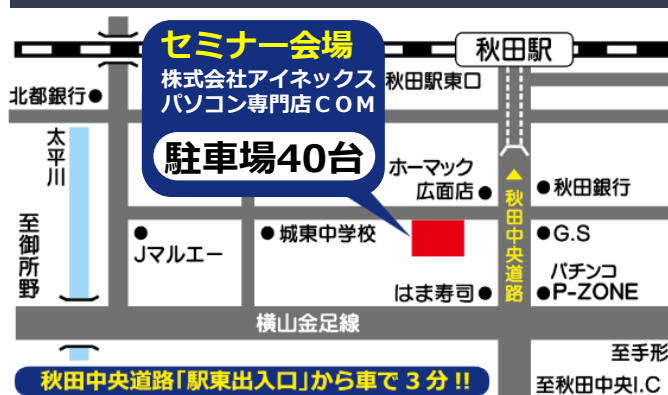 セミナー会場
株式会社アイネックス
パソコン専門店ＣＯＭ
駐車場40台
秋田駅
秋田駅東口
北都銀行●
太平川
ホーマック
広面店●
▲秋田中央道路
●秋田銀行
至御所野
●
Jマルエー
●城東中学校
●G.S
パチンコ
●P-ZONE
はま寿司●
横山金足線
至手形
秋田中央道路｢駅東出入口｣から車で３分!!
至秋田中央I.C